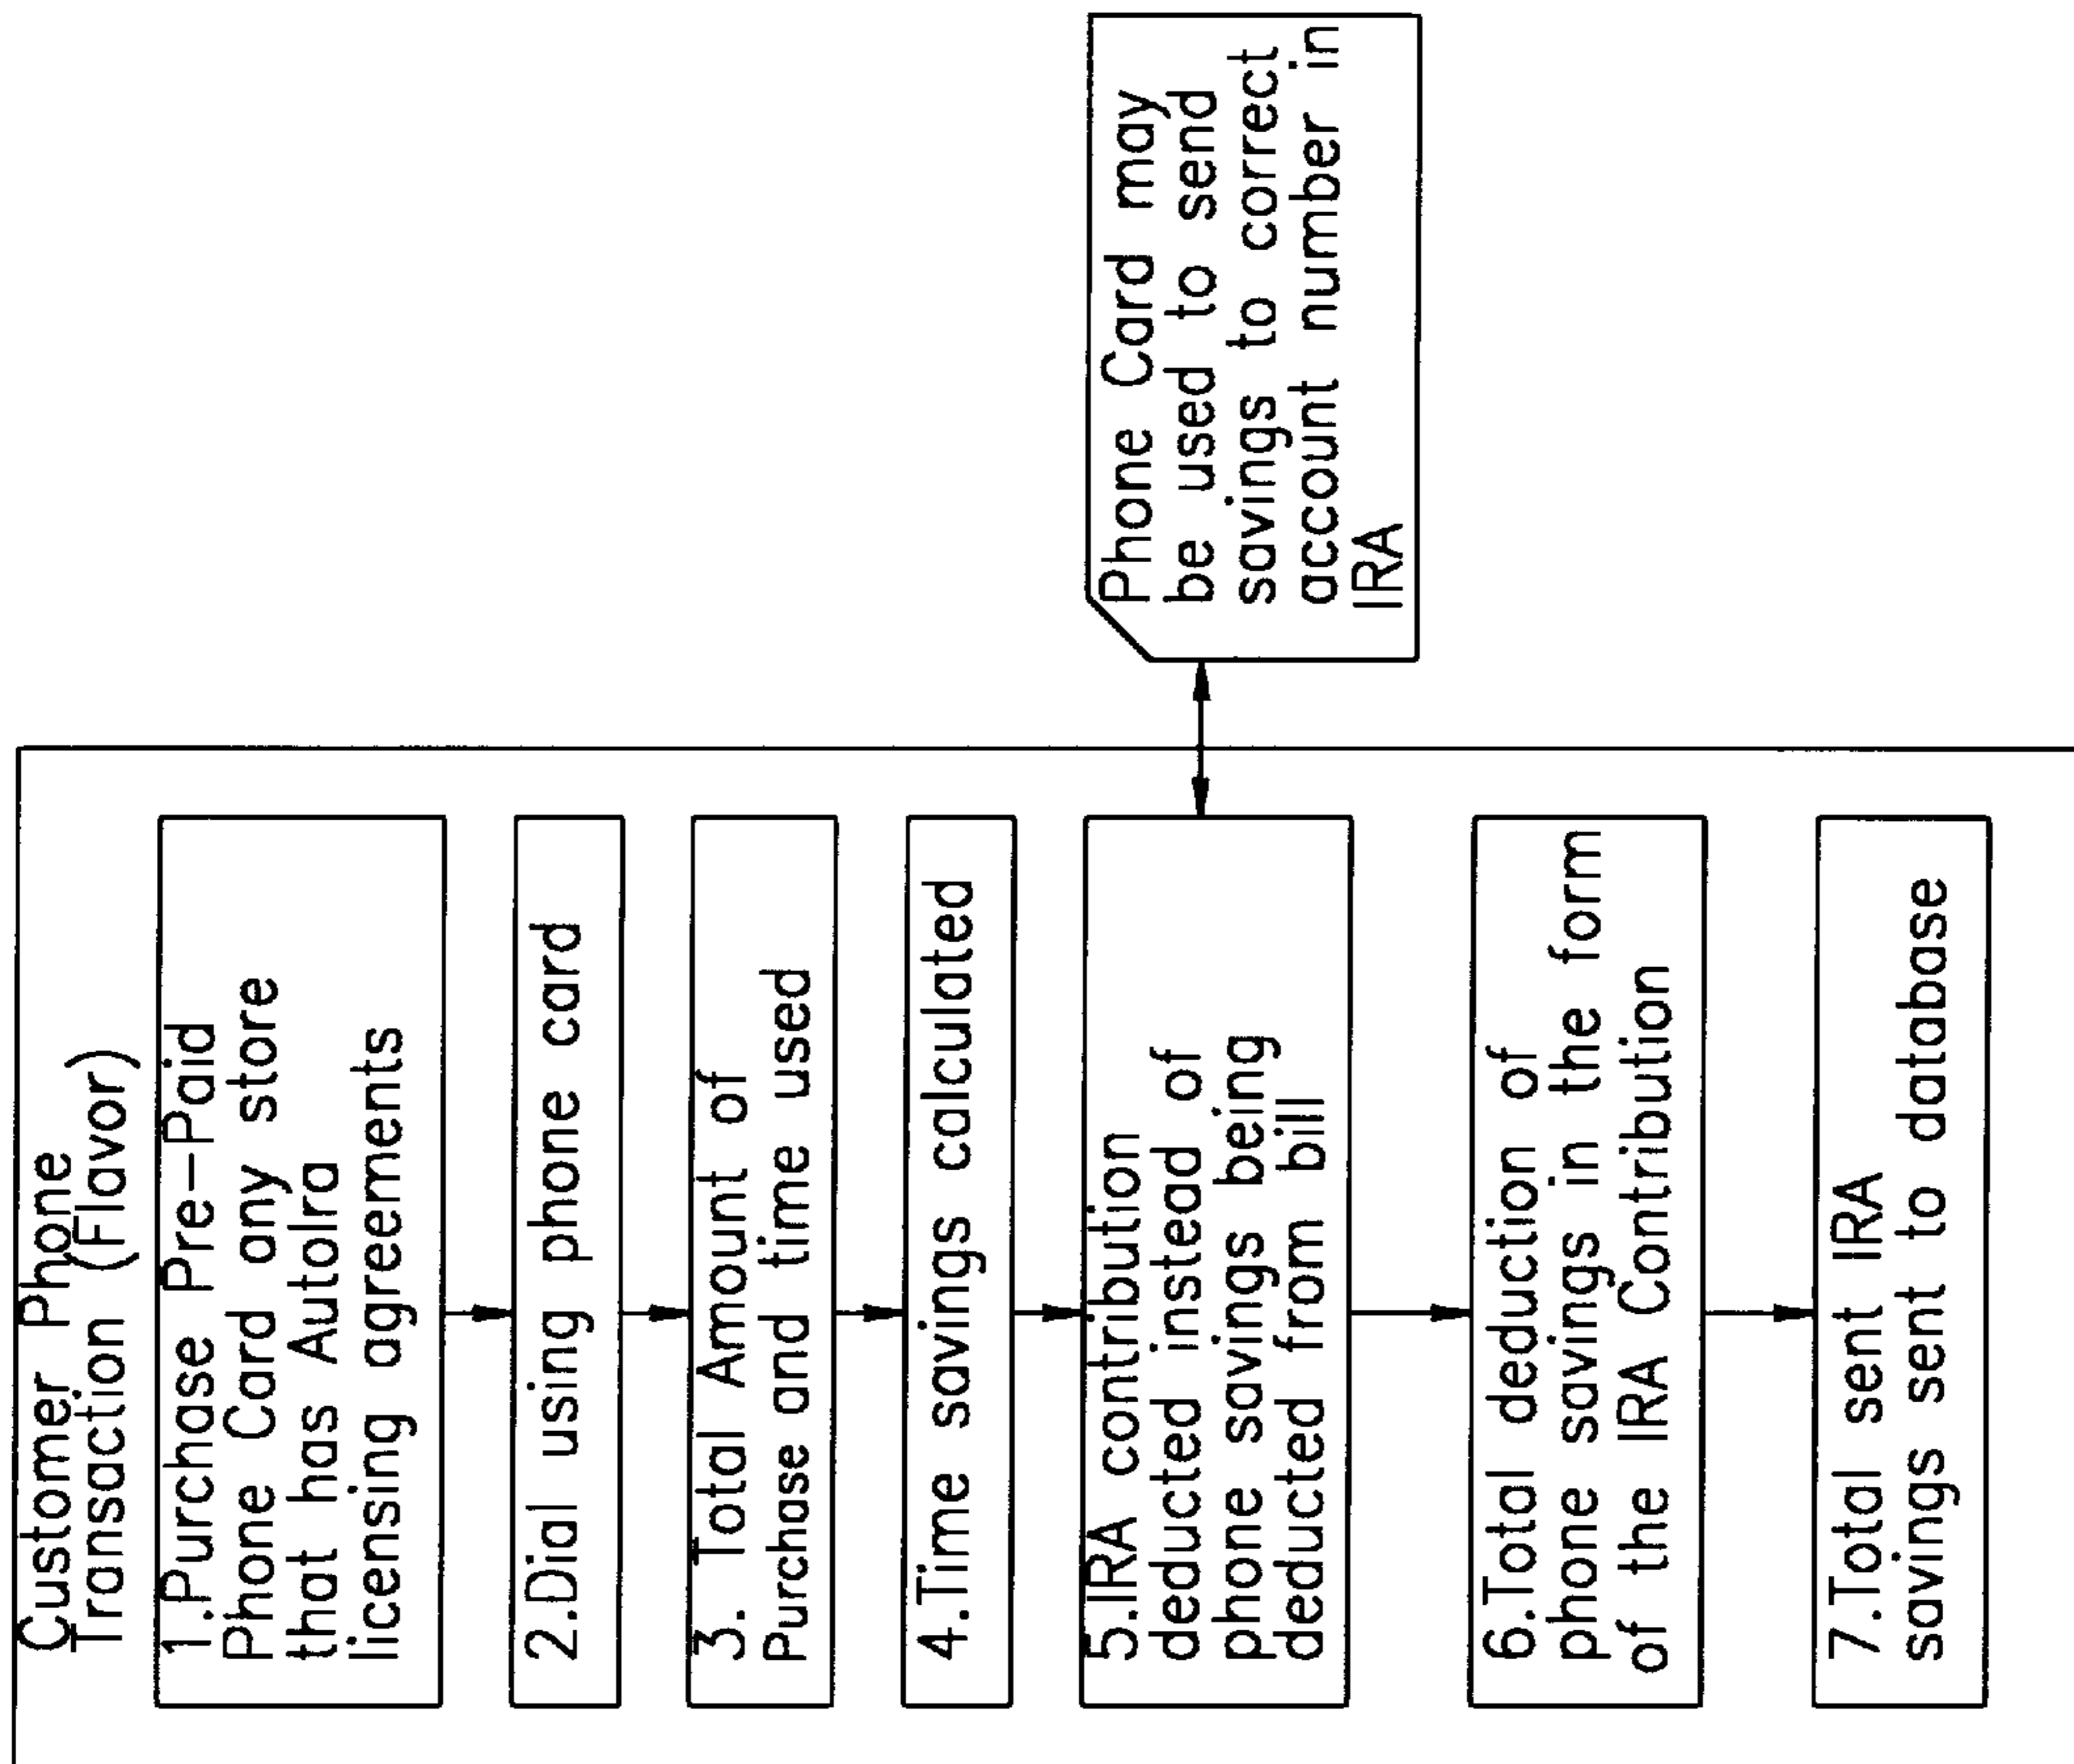 Customer Phone
Transaction (Flavor)
1.Purchase Pre-Paid
Phone Card any store
that has AutoIra
licensing agreements
2.Dial using phone card
3. Total Amount of
Purchase and time used
4.Time savings calculated
5.IRA contribution
deducted instead of
phone savings being
deducted from bill
6.Total deduction of
phone savings in the form
of the IRA Contribution
7.Total sent IRA
savings sent to database
Phone Card may
be used to send
savings to correct
account number in
IRA